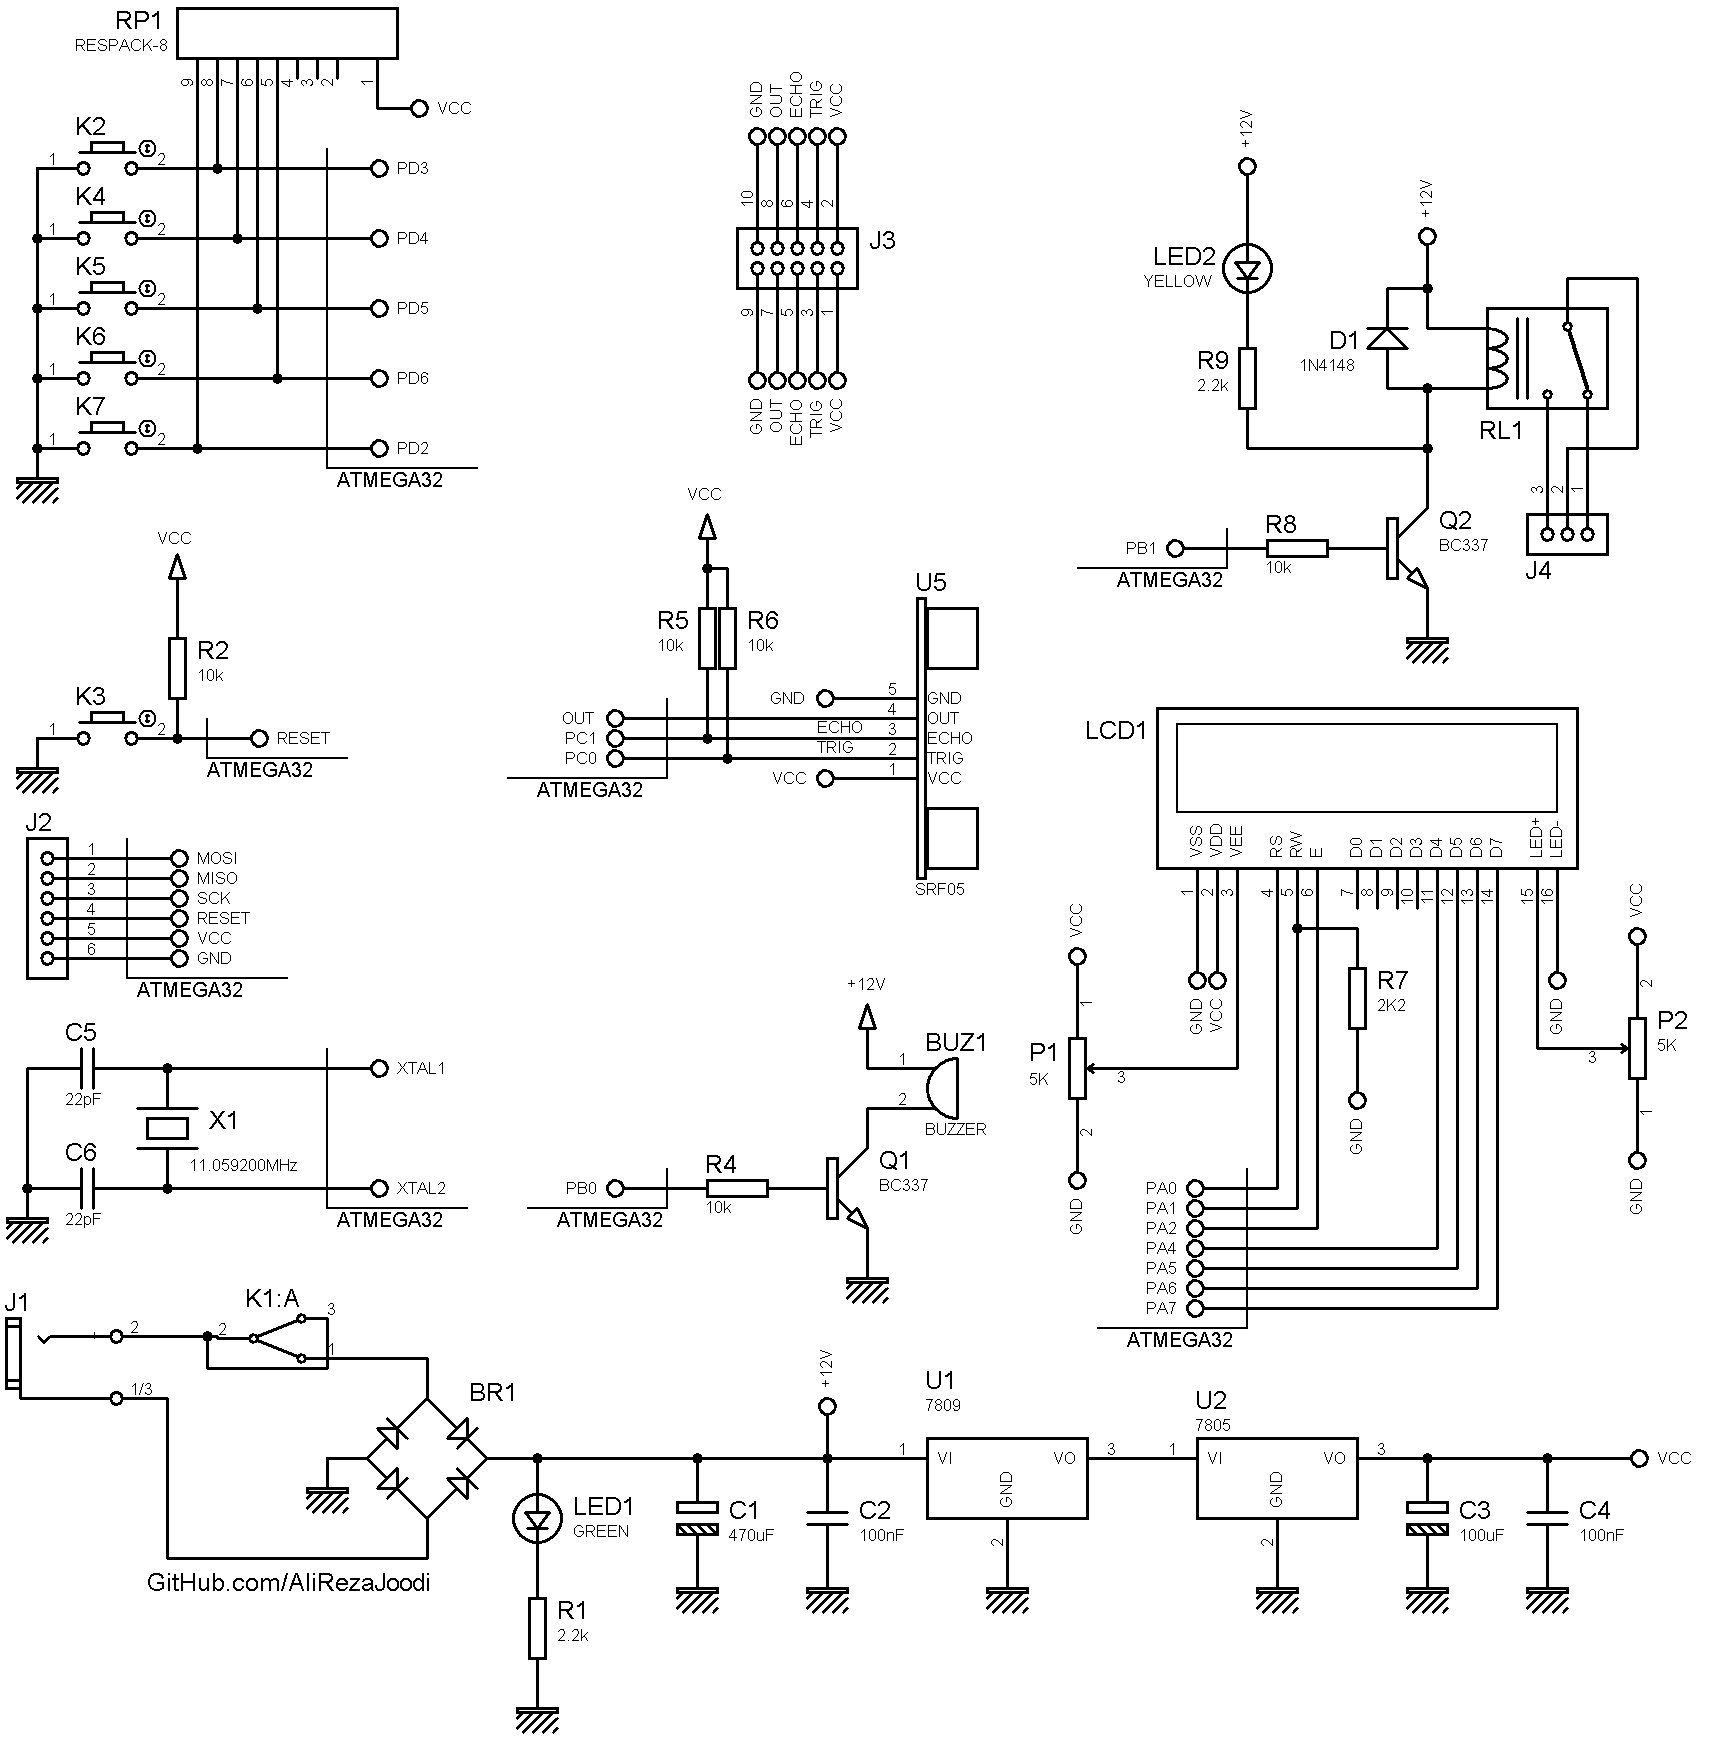 RP1
RESPACK-8
9 8 7 6 5 4 3 2 1
VCC
K2
1 2 PD3
K4
1 2 PD4
K5
1 2 PD5
K6
1 2 PD6
K7
1 2 PD2
ATMEGA32
GND OUT ECHO TRIG VCC
10 8 6 4 2
J3
9 7 5 3 1
GND OUT ECHO TRIG VCC
+12V
LED2
YELLOW
R9
2.2k
+12V
D1
1N4148
RL1
3 2 1
J4
PB1
ATMEGA32
R8
10k
Q2
BC337
VCC
R2
10k
K3
1 2 RESET
ATMEGA32
VCC
R5
10k
R6
10k
U5
GND 5 GND
OUT 4 OUT
PC1 ECHO 3 ECHO
PC0 TRIG 2 TRIG
VCC 1 VCC
ATMEGA32
SRF05
J2
1 MOSI
2 MISO
3 SCK
4 RESET
5 VCC
6 GND
ATMEGA32
LCD1
VSS VDD VEE RS RW E D0 D1 D2 D3 D4 D5 D6 D7 LED+ LED-
1 2 3 4 5 6 7 8 9 10 11 12 13 14 15 16
VCC
1
P1
5K
3
2
GND
GND VCC
R7
2K2
GND
GND
VCC
2
P2
5K
3
1
GND
PA0
PA1
PA2
PA4
PA5
PA6
PA7
ATMEGA32
C5
22pF
XTAL1
X1
11.059200MHz
C6
22pF
XTAL2
ATMEGA32
+12V
1
BUZ1
2
BUZZER
PB0
ATMEGA32
R4
10k
Q1
BC337
J1
+ 2
1/3
K1:A
2 3
1
BR1
GitHub.com/AliRezaJoodi
LED1
GREEN
R1
2.2k
C1
470uF
+12V
C2
100nF
U1
7809
1 VI VO 3
GND
2
U2
7805
1 VI VO 3
GND
2
C3
100uF
C4
100nF
VCC